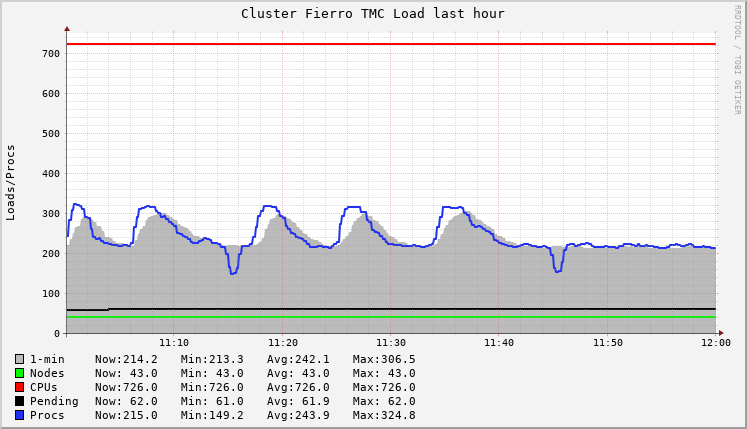 Cluster Fierro TMC Load last hour
RRDTOOL / TOBI OETIKER
Loads/Procs
700
600
500
400
300
200
100
0
11:10 11:20 11:30 11:40 11:50 12:00
1-min Now:214.2 Min:213.3 Avg:242.1 Max:306.5
Nodes Now: 43.0 Min: 43.0 Avg: 43.0 Max: 43.0
CPUs Now:726.0 Min:726.0 Avg:726.0 Max:726.0
Pending Now: 62.0 Min: 61.0 Avg: 61.9 Max: 62.0
Procs Now:215.0 Min:149.2 Avg:243.9 Max:324.8